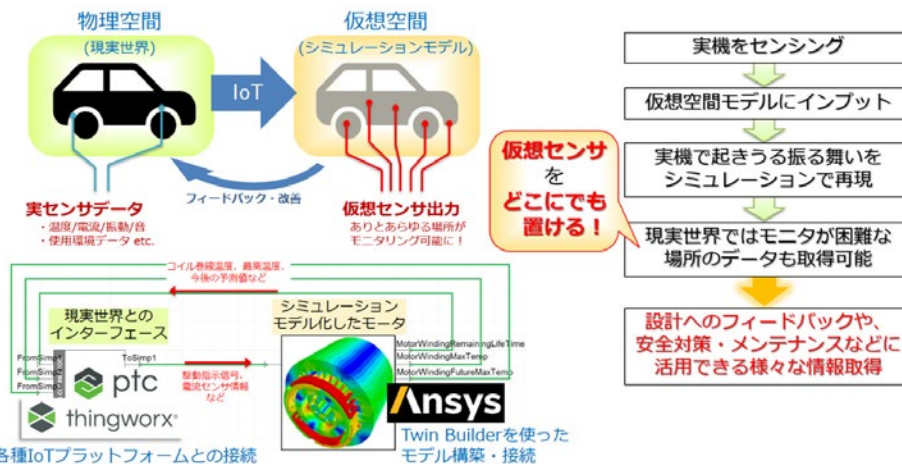 物理空間
(現実世界)
IoT
仮想空間
(シミュレーションモデル)
フィードバック・改善
実センサデータ
・温度/電流/振動/音
・使用環境データ etc.
仮想センサ出力
ありとあらゆる場所が
モニタリング可能に！
コイル巻線温度、最高温度、
今後の予測値など
現実世界との
インターフェース
FromSimp1
FromSimp2
FromSimp3
ToSimp1
ptc
thingworx®
駆動指示信号、
電流センサ情報
など
シミュレーション
モデル化したモータ
MotorWindingRemainingLifeTime
MotorWindingMaxTemp
MotorWindingFutureMaxTemp
Ansys
各種IoTプラットフォームとの接続
Twin Builderを使った
モデル構築・接続
実機をセンシング
仮想空間モデルにインプット
実機で起きうる振る舞いを
シミュレーションで再現
仮想センサ
を
どこにでも
置ける！
現実世界ではモニタが困難な
場所のデータも取得可能
設計へのフィードバックや、
安全対策・メンテナンスなどに
活用できる様々な情報取得